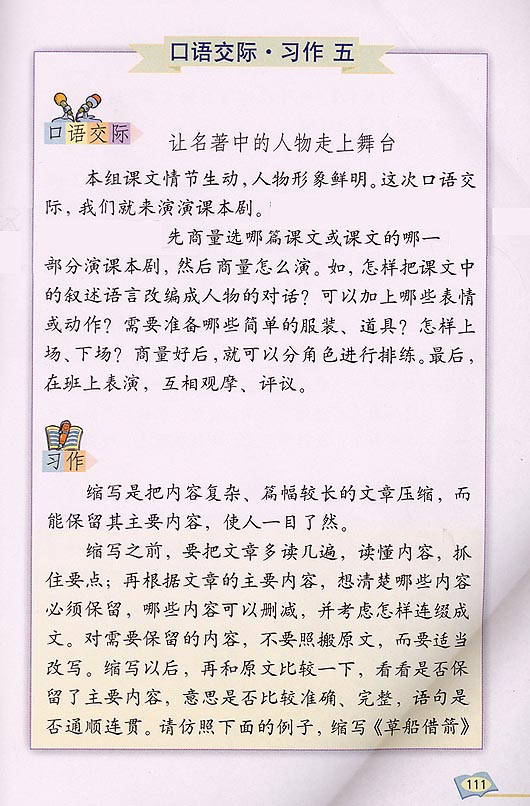 口语交际·习作 五
口语交际
让名著中的人物走上舞台
本组课文情节生动，人物形象鲜明。这次口语交
际，我们就来演演课本剧。
先商量选哪篇课文或课文的哪一
部分演课本剧，然后商量怎么演。如，怎样把课文中
的叙述语言改编成人物的对话？可以加上哪些表情
或动作？需要准备哪些简单的服装、道具？怎样上
场、下场？商量好后，就可以分角色进行排练。最后，
在班上表演，互相观摩、评议。
习作
缩写是把内容复杂、篇幅较长的文章压缩，而
能保留其主要内容，使人一目了然。
缩写之前，要把文章多读几遍，读懂内容，抓
住要点；再根据文章的主要内容，想清楚哪些内容
必须保留，哪些内容可以删减，并考虑怎样连缀成
文。对需要保留的内容，不要照搬原文，而要适当
改写。缩写以后，再和原文比较一下，看看是否保
留了主要内容，意思是否比较准确、完整，语句是
否通顺连贯。请仿照下面的例子，缩写《草船借箭》
111